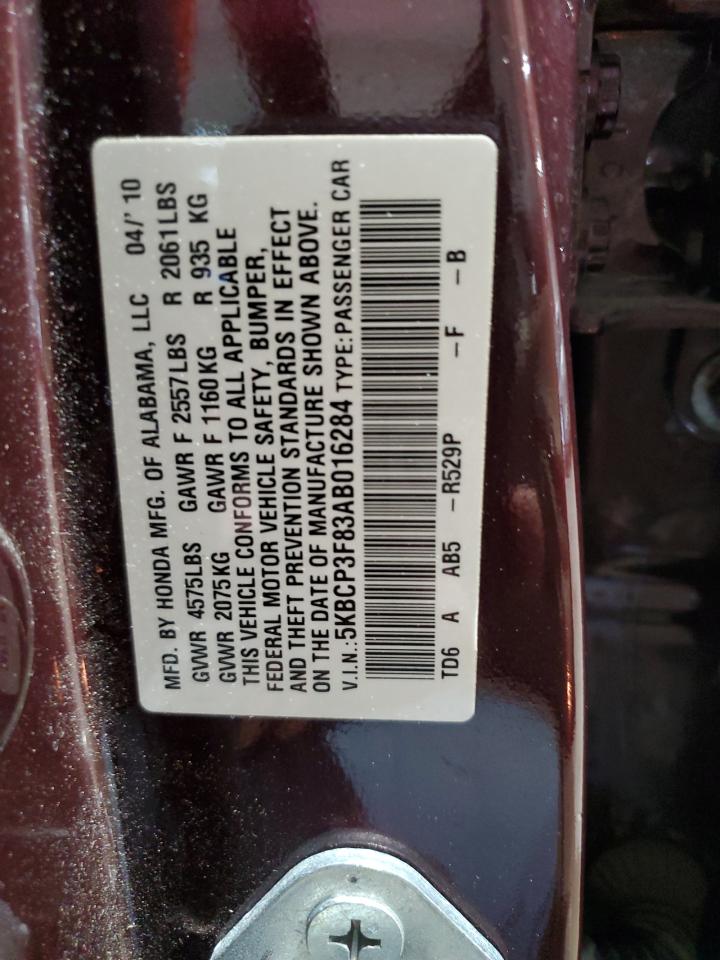 MFD. BY HONDA MFG. OF ALABAMA, LLC 04/' 10
GVWR 4575LBS GAWR F 2557LBS R 2061LBS
GVWR 2075KG GAWR F 1160KG R 935 KG
THIS VEHICLE CONFORMS TO ALL APPLICABLE
FEDERAL MOTOR VEHICLE SAFETY, BUMPER,
AND THEFT PREVENTION STANDARDS IN EFFECT
ON THE DATE OF MANUFACTURE SHOWN ABOVE.
V.I.N.:5KBCP3F83AB016284 TYPE:PASSENGER CAR
TD6 A AB5 -R529P -F -B